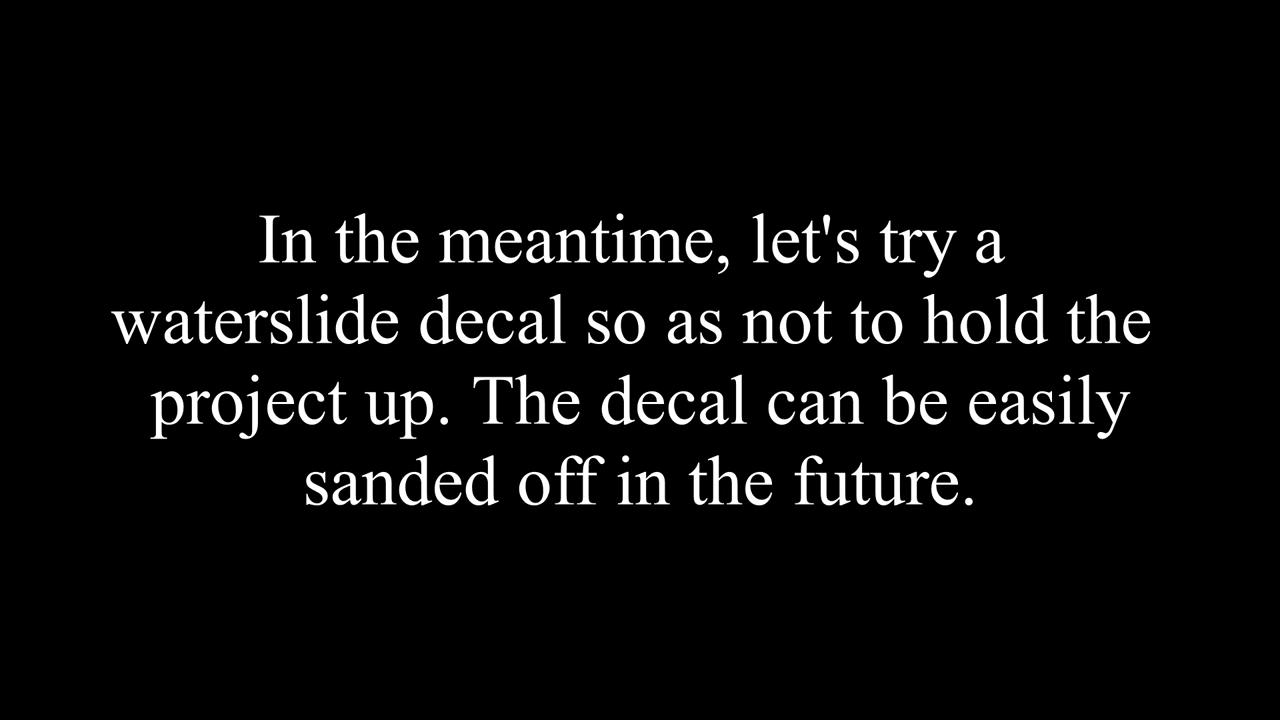 In the meantime, let's try a
waterslide decal so as not to hold the
project up. The decal can be easily
sanded off in the future.